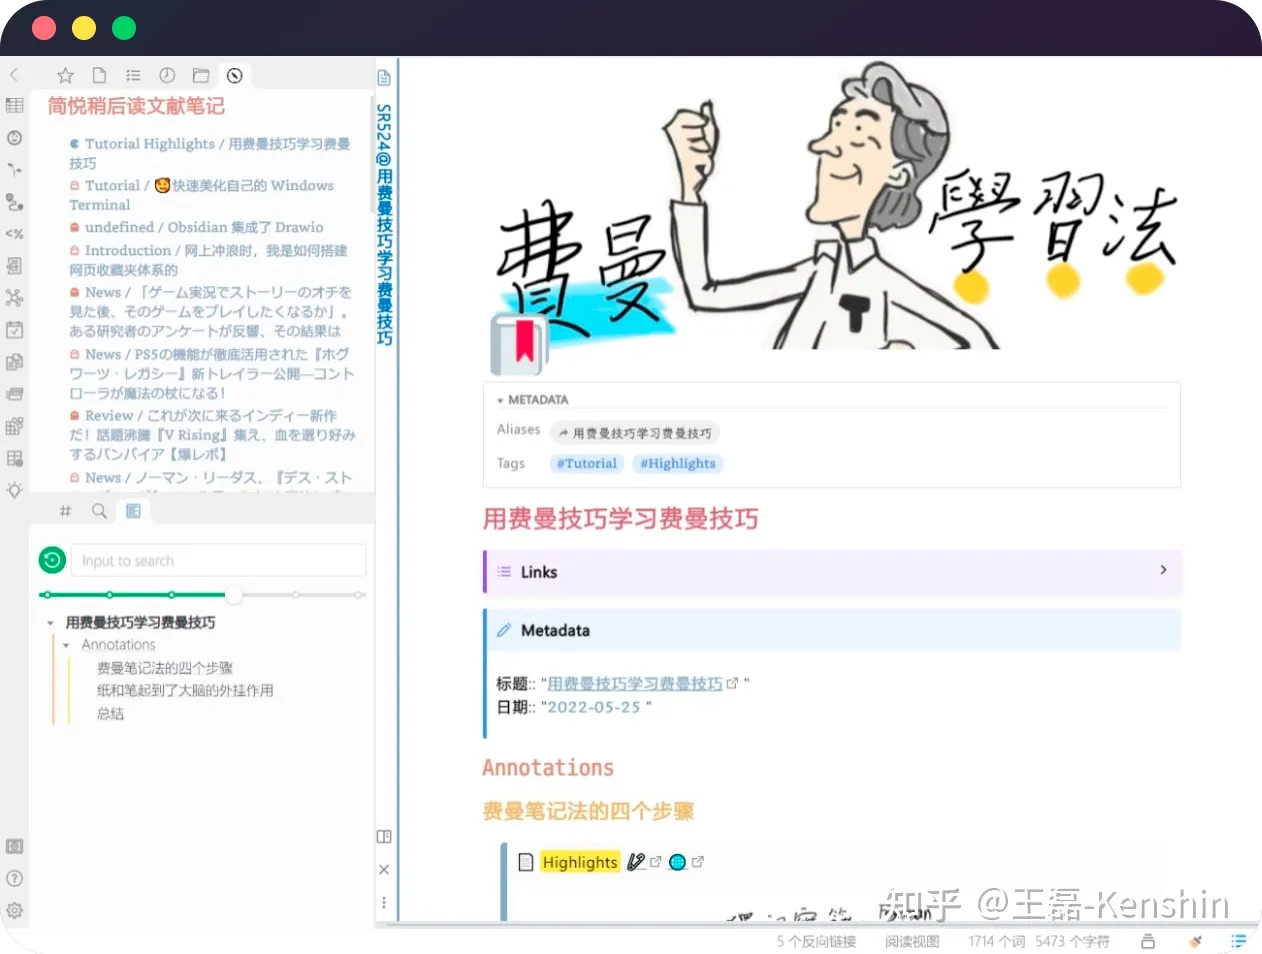 简悦稍后读文献笔记
Tutorial Highlights / 用费曼技巧学习费曼
技巧
Tutorial / 🥰快速美化自己的 Windows
Terminal
undefined / Obsidian 集成了 Drawio
Introduction / 网上冲浪时，我是如何搭建
网页收藏夹体系的
News / 「ゲーム実況でストーリーのオチを
見た後、そのゲームをプレイしたくなるか」。
ある研究者のアンケートが反響、その結果は
News / PS5の機能が徹底活用された『ホグ
ワーツ・レガシー』新トレイラー公開—コント
ローラが魔法の杖になる！
Review / これが次に来るインディー新作
だ！話題沸騰『V Rising』集え、血を選り好み
するバンパイア【爆レポ】
News / ノーマン・リーダス、『デス・スト
Input to search
用费曼技巧学习费曼技巧
Annotations
费曼笔记法的四个步骤
纸和笔起到了大脑的外挂作用
总结
SR524@用费曼技巧学习费曼技巧
費曼 學習法
METADATA
Aliases 用费曼技巧学习费曼技巧
Tags #Tutorial #Highlights
用费曼技巧学习费曼技巧
Links
Metadata
标题:: "用费曼技巧学习费曼技巧 "
日期:: "2022-05-25 "
Annotations
费曼笔记法的四个步骤
Highlights
知乎 @王磊-Kenshin
5 个反向链接 阅读视图 1714 个词 5473 个字符